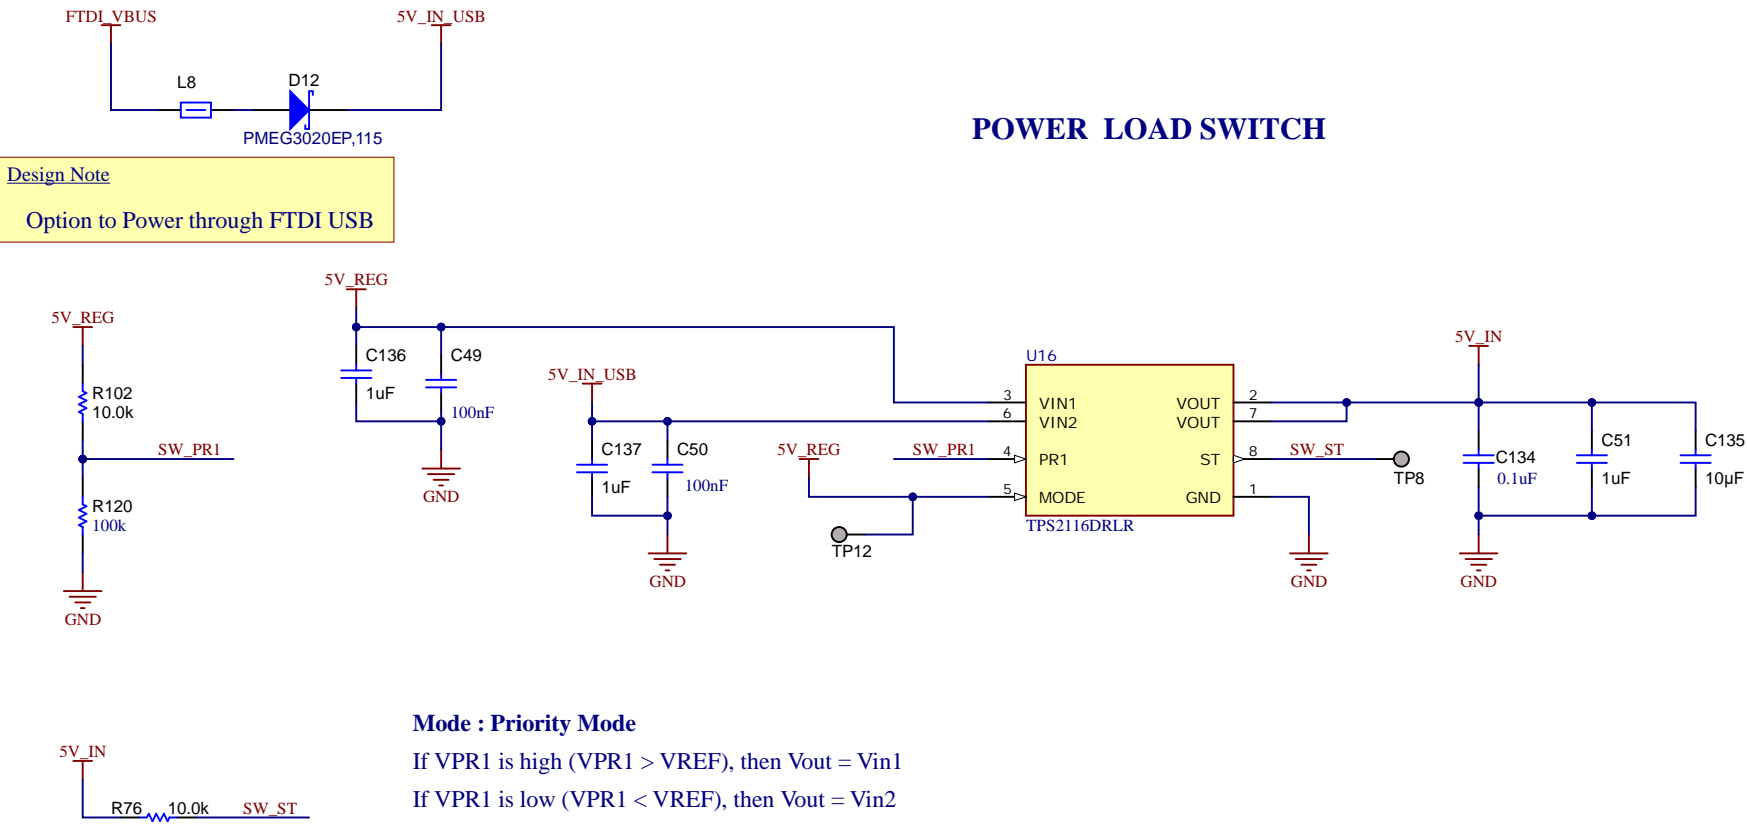 FTDI_VBUS
5V_IN_USB
L8
D12
PMEG3020EP,115
POWER LOAD SWITCH
Design Note
Option to Power through FTDI USB
5V_REG
R102
10.0k
SW_PR1
R120
100k
GND
5V_REG
C136
1uF
C49
100nF
GND
5V_IN_USB
C137
1uF
C50
100nF
GND
5V_REG
SW_PR1
TP12
U16
3 VIN1
6 VIN2
4 PR1
5 MODE
VOUT 2
VOUT 7
ST 8
GND 1
TPS2116DRLR
SW_ST
TP8
GND
5V_IN
C134
0.1uF
C51
1uF
C135
10µF
GND
5V_IN
R76 10.0k SW_ST
Mode : Priority Mode
If VPR1 is high (VPR1 > VREF), then Vout = Vin1
If VPR1 is low (VPR1 < VREF), then Vout = Vin2